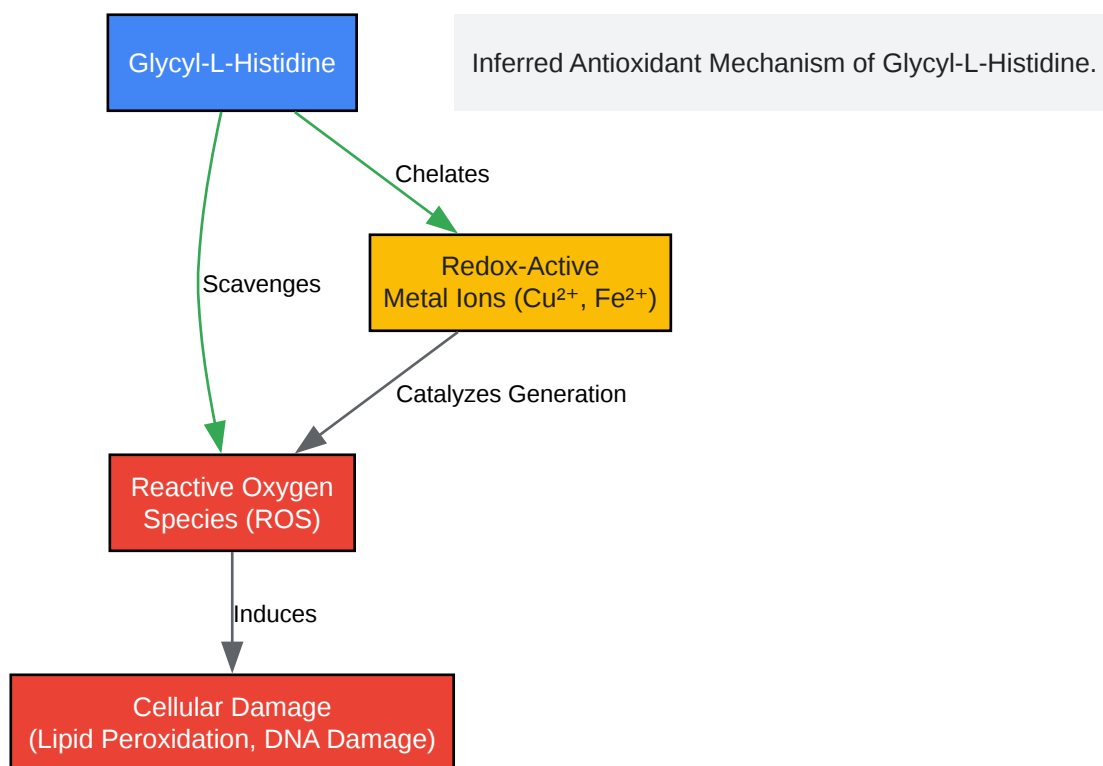 Glycyl-L-Histidine
Inferred Antioxidant Mechanism of Glycyl-L-Histidine.
Chelates
Redox-Active
Metal Ions (Cu²⁺, Fe²⁺)
Scavenges
Catalyzes Generation
Reactive Oxygen
Species (ROS)
Induces
Cellular Damage
(Lipid Peroxidation, DNA Damage)